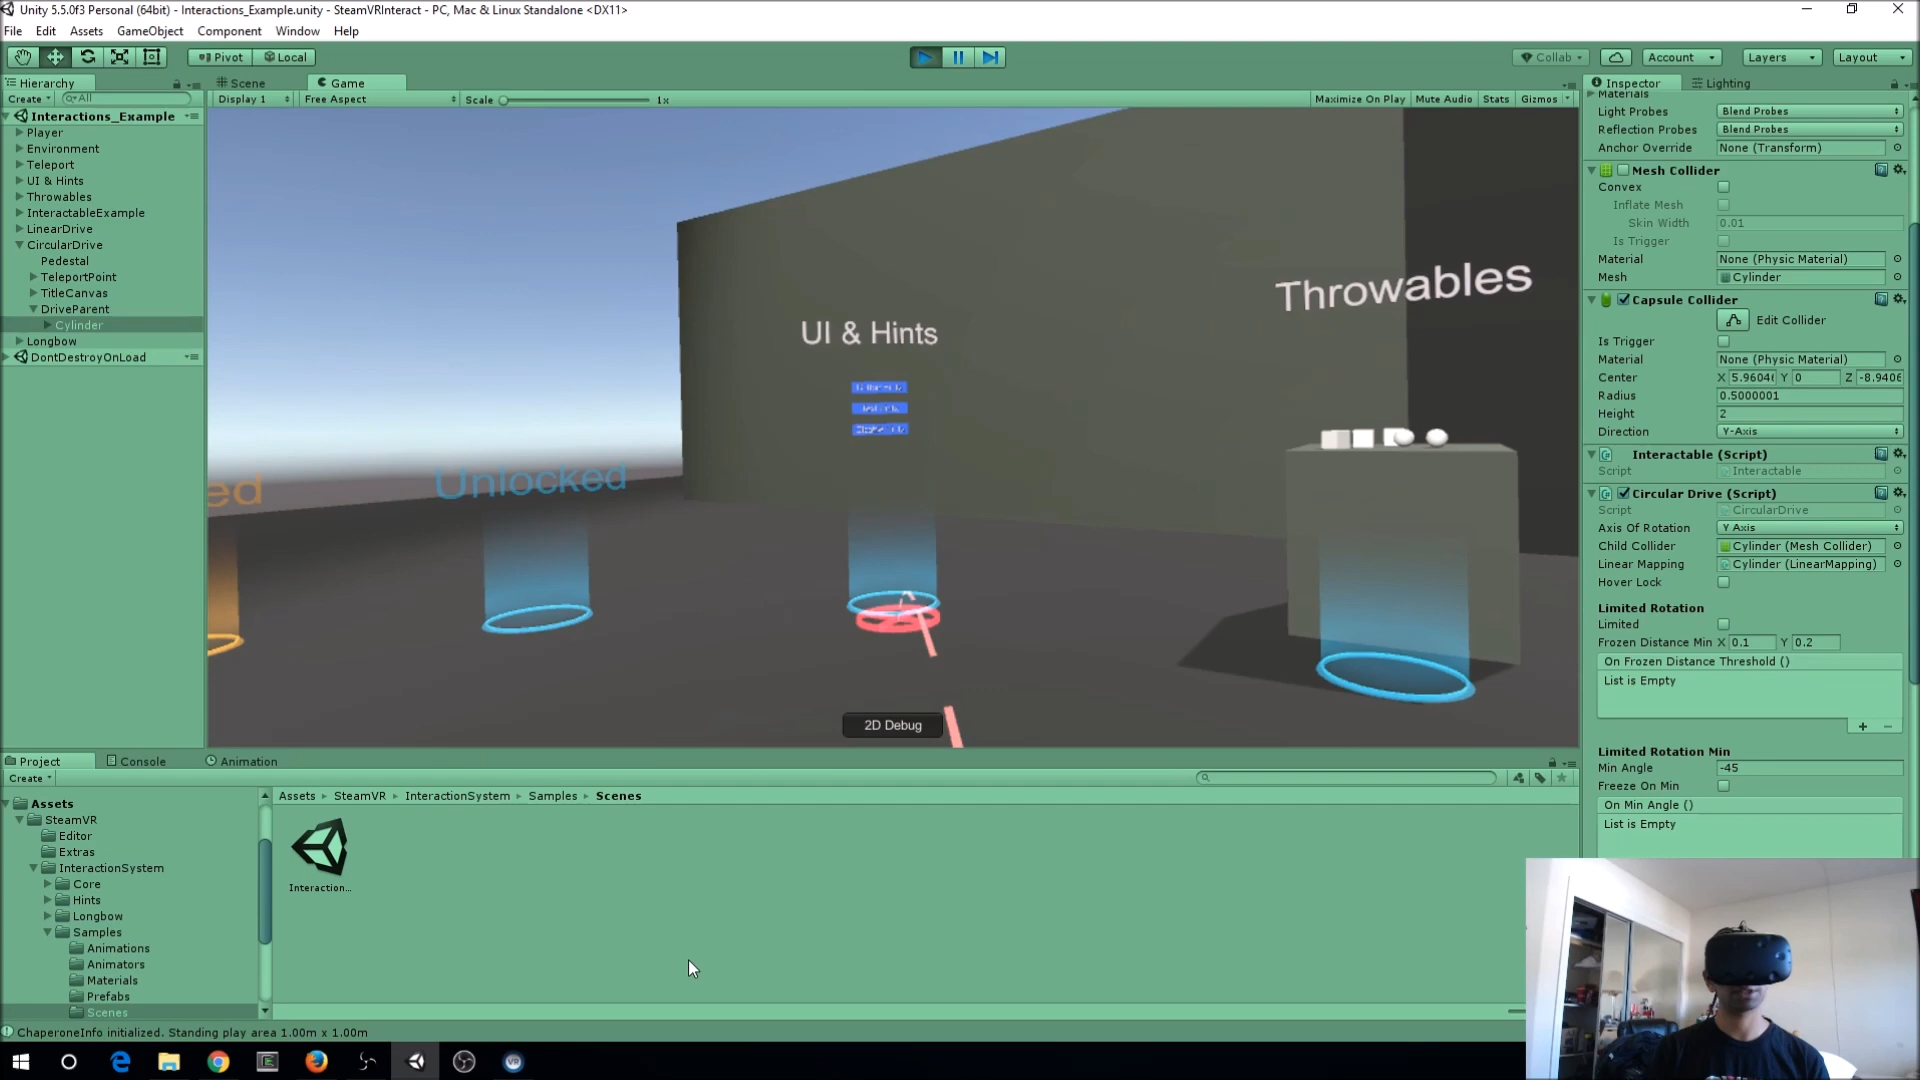 Unity 5.5.0f3 Personal (64bit) - Interactions_Example.unity - SteamVRInteract - PC, Mac & Linux Standalone <DX11>
File Edit Assets GameObject Component Window Help
Pivot Local Collab Account Layers Layout
Hierarchy
Create All
Interactions_Example
Player
Environment
Teleport
UI & Hints
Throwables
InteractableExample
LinearDrive
CircularDrive
Pedestal
TeleportPoint
TitleCanvas
DriveParent
Cylinder
Longbow
DontDestroyOnLoad
Scene Game
Display 1 Free Aspect Scale 1x Maximize On Play Mute Audio Stats Gizmos
Throwables
UI & Hints
Unlocked
ed
2D Debug
Inspector Lighting
Materials
Light Probes Blend Probes
Reflection Probes Blend Probes
Anchor Override None (Transform)
Mesh Collider
Convex
Inflate Mesh
Skin Width 0.01
Is Trigger
Material None (Physic Material)
Mesh Cylinder
Capsule Collider
Edit Collider
Is Trigger
Material None (Physic Material)
Center X 5.9604( Y 0 Z -8.9406
Radius 0.5000001
Height 2
Direction Y-Axis
Interactable (Script)
Script Interactable
Circular Drive (Script)
Script CircularDrive
Axis Of Rotation Y Axis
Child Collider Cylinder (Mesh Collider)
Linear Mapping Cylinder (LinearMapping)
Hover Lock
Limited Rotation
Limited
Frozen Distance Min X 0.1 Y 0.2
On Frozen Distance Threshold ()
List is Empty
+ -
Limited Rotation Min
Min Angle -45
Freeze On Min
On Min Angle ()
List is Empty
Project Console Animation
Create
Assets
SteamVR
Editor
Extras
InteractionSystem
Core
Hints
Longbow
Samples
Animations
Animators
Materials
Prefabs
Scenes
Assets SteamVR InteractionSystem Samples Scenes
Interaction...
ChaperoneInfo initialized. Standing play area 1.00m x 1.00m